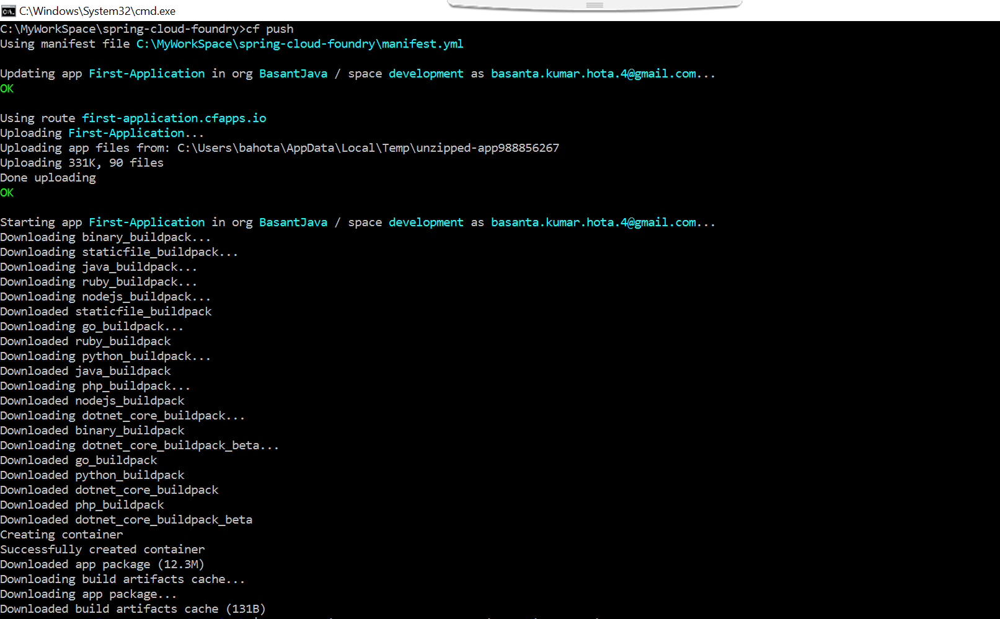 C:\Windows\System32\cmd.exe
C:\MyWorkSpace\spring-cloud-foundry>cf push
Using manifest file C:\MyWorkSpace\spring-cloud-foundry\manifest.yml
Updating app First-Application in org BasantJava / space development as basanta.kumar.hota.4@gmail.com...
OK
Using route first-application.cfapps.io
Uploading First-Application...
Uploading app files from: C:\Users\bahota\AppData\Local\Temp\unzipped-app988856267
Uploading 331K, 90 files
Done uploading
OK
Starting app First-Application in org BasantJava / space development as basanta.kumar.hota.4@gmail.com...
Downloading binary_buildpack...
Downloading staticfile_buildpack...
Downloading java_buildpack...
Downloading ruby_buildpack...
Downloading nodejs_buildpack...
Downloaded staticfile_buildpack
Downloading go_buildpack...
Downloaded ruby_buildpack
Downloading python_buildpack...
Downloaded java_buildpack
Downloading php_buildpack...
Downloaded nodejs_buildpack
Downloading dotnet_core_buildpack...
Downloaded binary_buildpack
Downloading dotnet_core_buildpack_beta...
Downloaded go_buildpack
Downloaded python_buildpack
Downloaded dotnet_core_buildpack
Downloaded php_buildpack
Downloaded dotnet_core_buildpack_beta
Creating container
Successfully created container
Downloaded app package (12.3M)
Downloading build artifacts cache...
Downloading app package...
Downloaded build artifacts cache (131B)